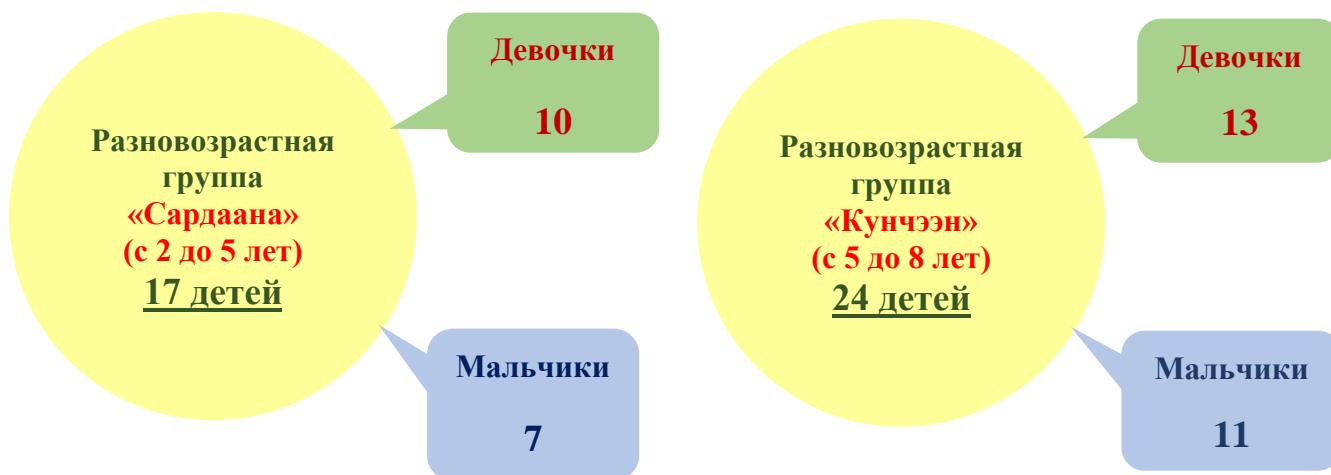 Разновозрастная
группа
«Сардаана»
(с 2 до 5 лет)
17 детей
Девочки
10
Мальчики
7
Разновозрастная
группа
«Кунчээн»
(с 5 до 8 лет)
24 детей
Девочки
13
Мальчики
11